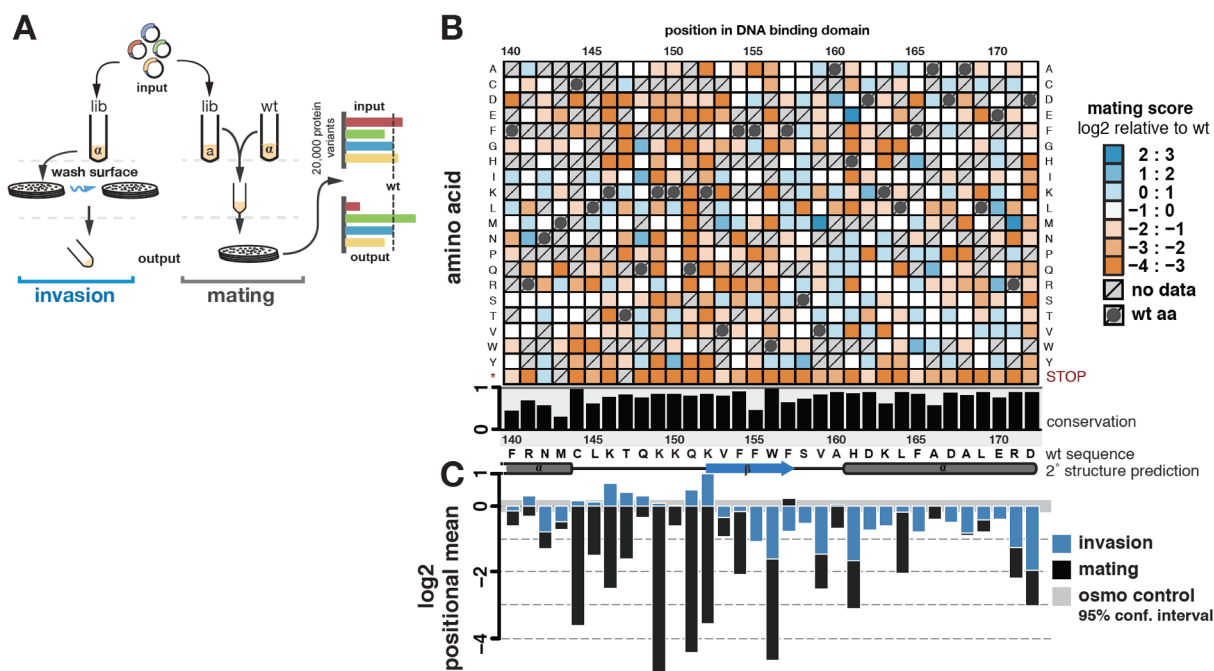 A
input
lib
α
wash surface
invasion
lib
wt
a
α
output
mating
20,000 protein
variants
input
wt
output
B
position in DNA binding domain
140 145 150 155 160 165 170
amino acid
A A
C C
D D
E E
F F
G G
H H
I I
K K
L L
M M
N N
P P
Q Q
R R
S S
T T
V V
W W
Y Y
* STOP
mating score
log2 relative to wt
2 : 3
1 : 2
0 : 1
−1 : 0
−2 : −1
−3 : −2
−4 : −3
no data
wt aa
1
0
conservation
140 145 150 155 160 165 170
F R N M C L K T Q K K Q K V F F W F S V A H D K L F A D A L E R D
wt sequence
α β α
2° structure prediction
C
log2
positional mean
1
0
−2
−4
invasion
mating
osmo control
95% conf. interval